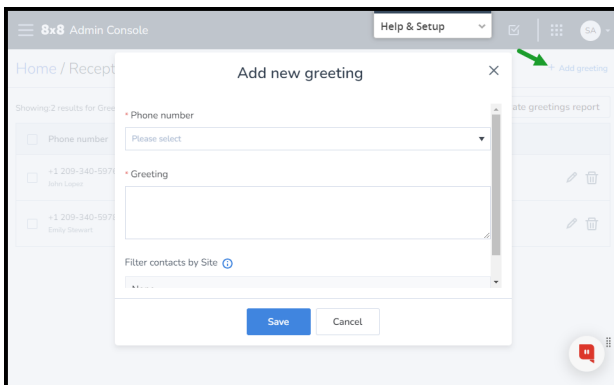 8x8 Admin Console
Help & Setup
SA
Home / Recept
+ Add greeting
Add new greeting
Showing:2 results for Gree
ate greetings report
* Phone number
Please select
Phone number
+1 209-340-597
John Lopez
* Greeting
+1 209-340-597
Emily Stewart
Filter contacts by Site
Save
Cancel